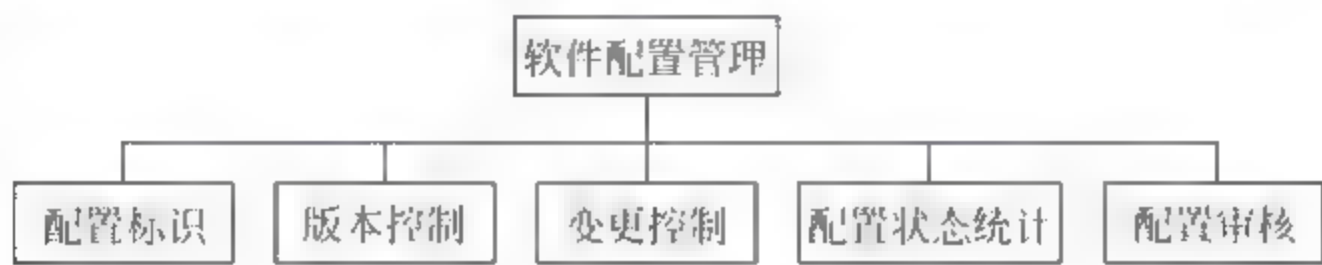 软件配置管理
配置标识
版本控制
变更控制
配置状态统计
配置审核